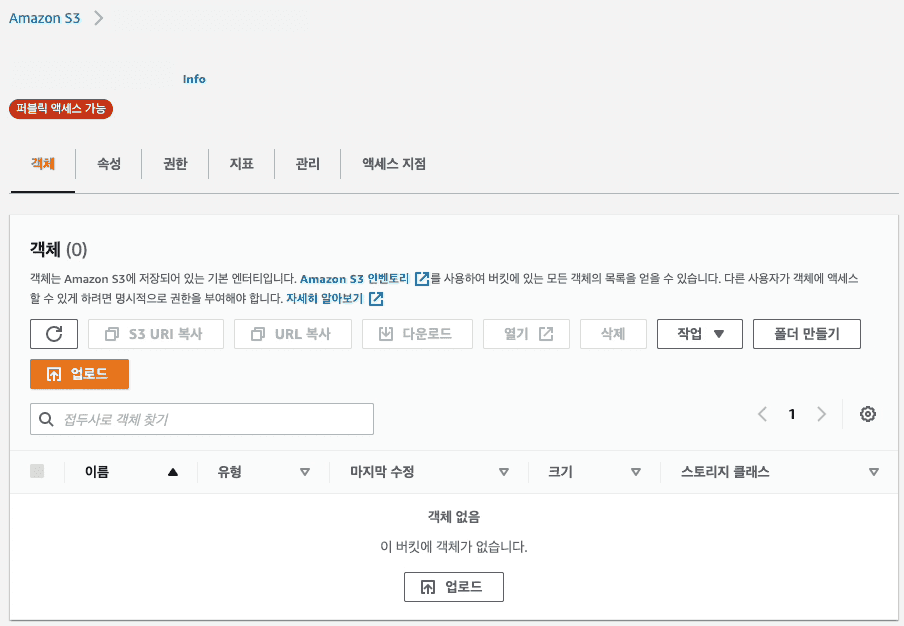 Amazon S3
Info
퍼블릭 액세스 가능
객체 속성 권한 지표 관리 액세스 지점
객체 (0)
객체는 Amazon S3에 저장되어 있는 기본 엔터티입니다. Amazon S3 인벤토리 를 사용하여 버킷에 있는 모든 객체의 목록을 얻을 수 있습니다. 다른 사용자가 객체에 액세스
할 수 있게 하려면 명시적으로 권한을 부여해야 합니다. 자세히 알아보기
S3 URI 복사 URL 복사 다운로드 열기 삭제 작업 폴더 만들기
업로드
접두사로 객체 찾기 1
이름 유형 마지막 수정 크기 스토리지 클래스
객체 없음
이 버킷에 객체가 없습니다.
업로드